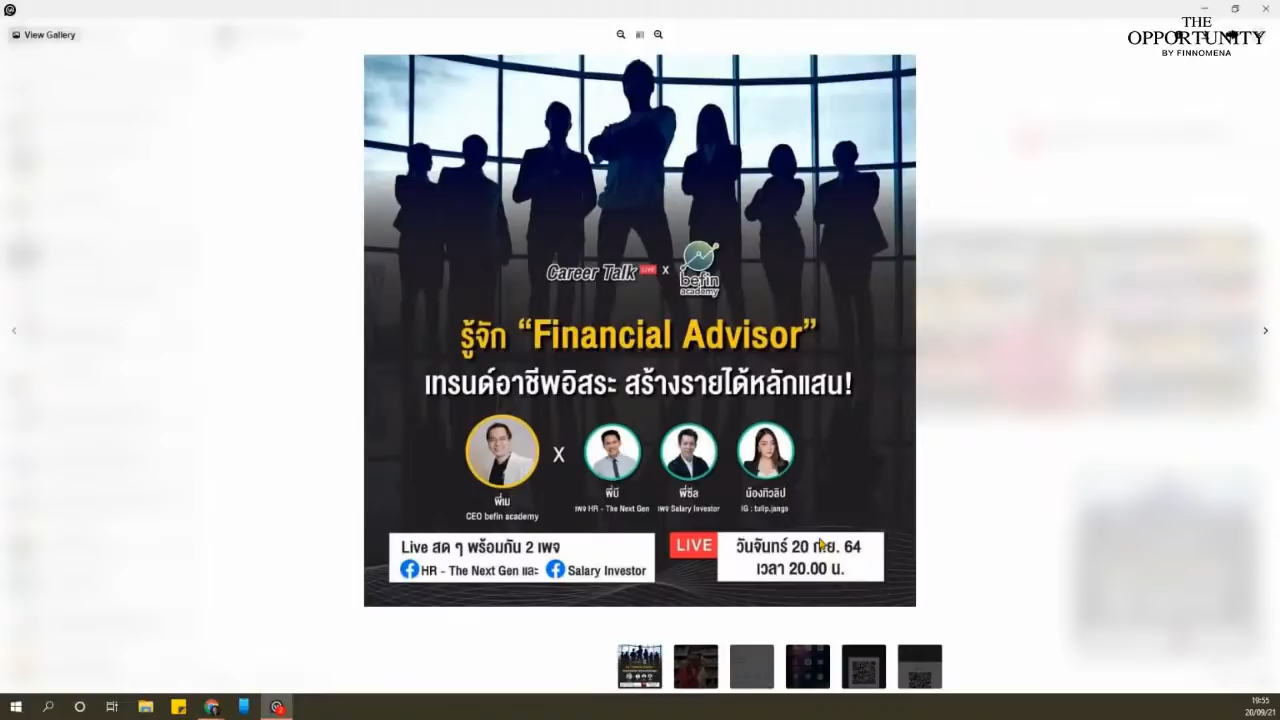 View Gallery
THE
OPPORTUNITY
BY FINNOMENA
Career Talk LIVE X befin academy
รู้จัก “Financial Advisor”
เทรนด์อาชีพอิสระ สร้างรายได้หลักแสน!
X
พี่เม
CEO befin academy
พี่บี
เพจ HR - The Next Gen
พี่ซีล
เพจ Salary Investor
น้องทิวลิป
IG : tulip.jangs
Live สด ๆ พร้อมกัน 2 เพจ
HR - The Next Gen และ Salary Investor
LIVE
วันจันทร์ 20 ก.ย. 64
เวลา 20.00 น.
19:55
20/09/21